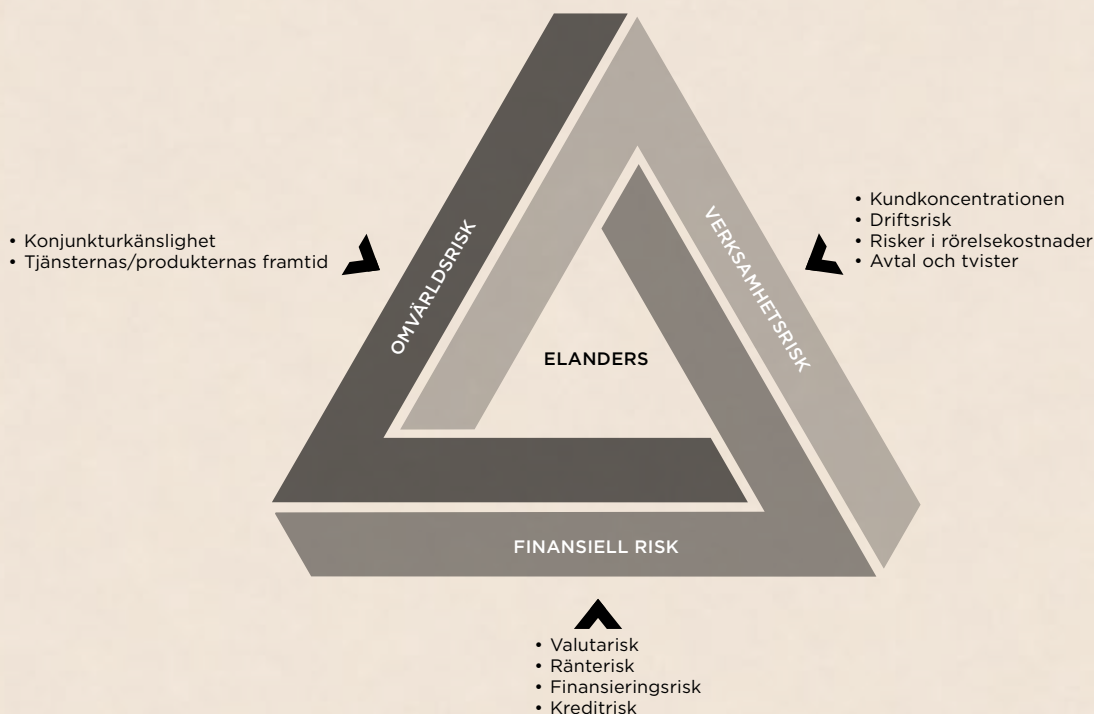 • Konjunkturkänslighet
• Tjänsternas/produkternas framtid
OMVÄRLDSRISK
ELANDERS
VERKSAMHETSRISK
• Kundkoncentrationen
• Driftsrisk
• Risker i rörelsekostnader
• Avtal och tvister
FINANSIELL RISK
• Valutarisk
• Ränterisk
• Finansieringsrisk
• Kreditrisk